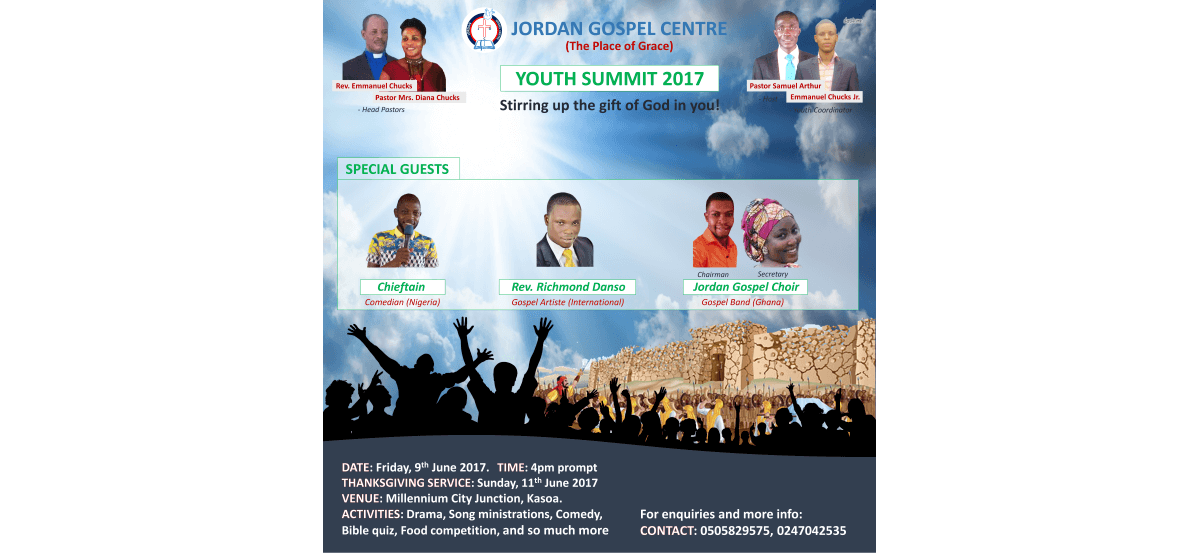 JORDAN GOSPEL CENTRE
(The Place of Grace)
YOUTH SUMMIT 2017
Stirring up the gift of God in you!
Rev. Emmanuel Chucks
Pastor Mrs. Diana Chucks
- Head Pastors
Pastor Samuel Arthur
Emmanuel Chucks Jr.
Coordinator
SPECIAL GUESTS
Chairman
Secretary
Chieftain
Rev. Richmond Danso
Jordan Gospel Choir
Comedian (Nigeria)
Gospel Artiste (International)
Gospel Band (Ghana)
DATE: Friday, 9th June 2017. TIME: 4pm prompt
THANKSGIVING SERVICE: Sunday, 11th June 2017
VENUE: Millennium City Junction, Kasoa.
ACTIVITIES: Drama, Song ministrations, Comedy,
Bible quiz, Food competition, and so much more
For enquiries and more info:
CONTACT: 0505829575, 0247042535